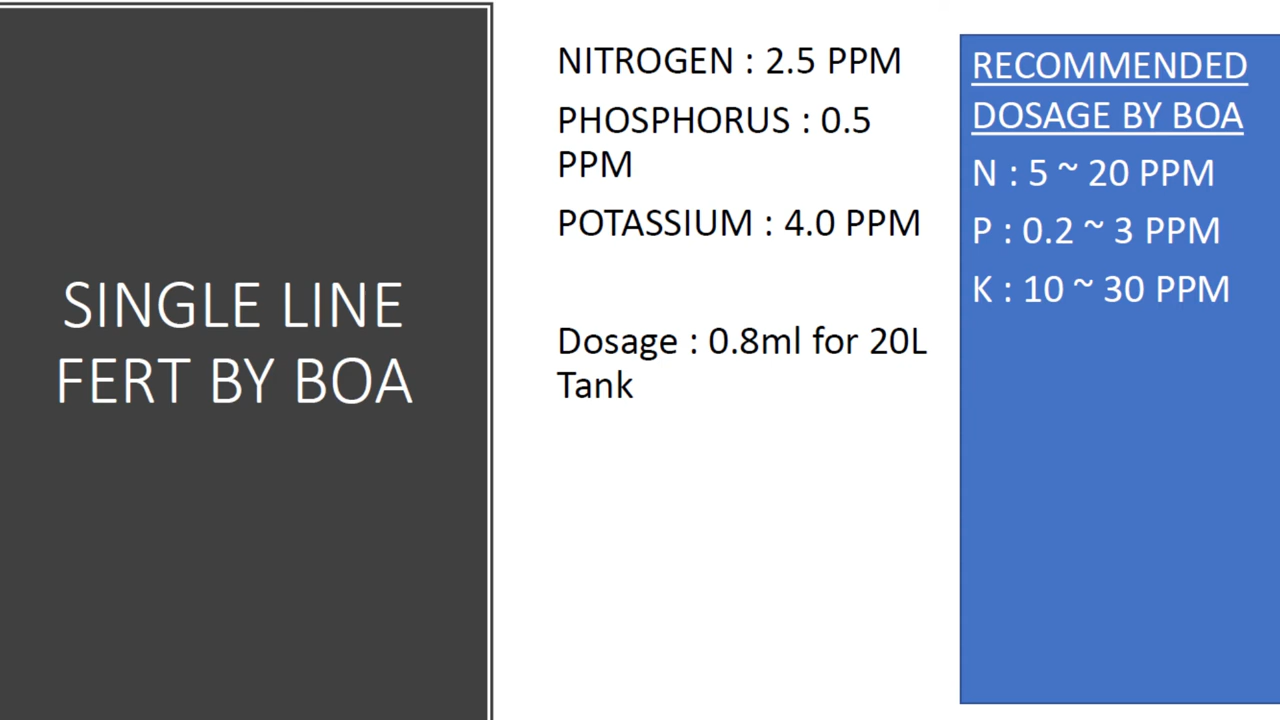 SINGLE LINE
FERT BY BOA
NITROGEN : 2.5 PPM
PHOSPHORUS : 0.5
PPM
POTASSIUM : 4.0 PPM
Dosage : 0.8ml for 20L
Tank
RECOMMENDED
DOSAGE BY BOA
N : 5 ~ 20 PPM
P : 0.2 ~ 3 PPM
K : 10 ~ 30 PPM